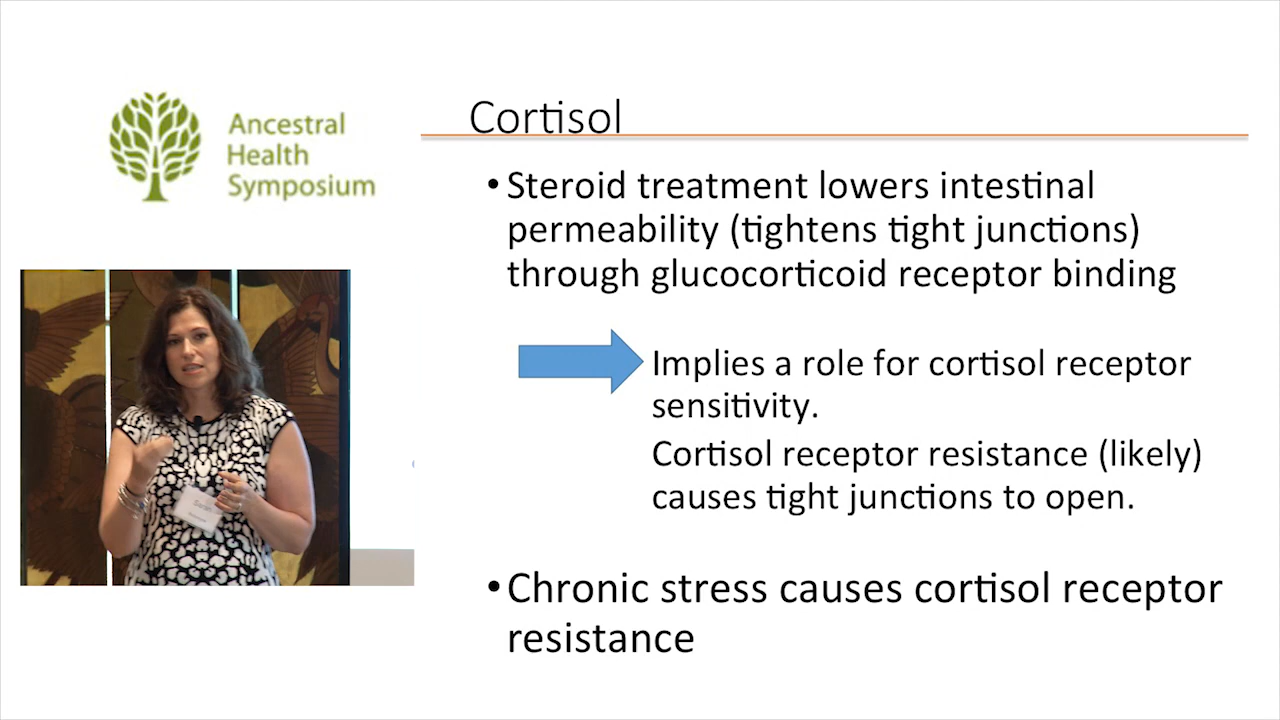 Ancestral
Health
Symposium
Cortisol
• Steroid treatment lowers intestinal
permeability (tightens tight junctions)
through glucocorticoid receptor binding
Implies a role for cortisol receptor
sensitivity.
Cortisol receptor resistance (likely)
causes tight junctions to open.
• Chronic stress causes cortisol receptor
resistance